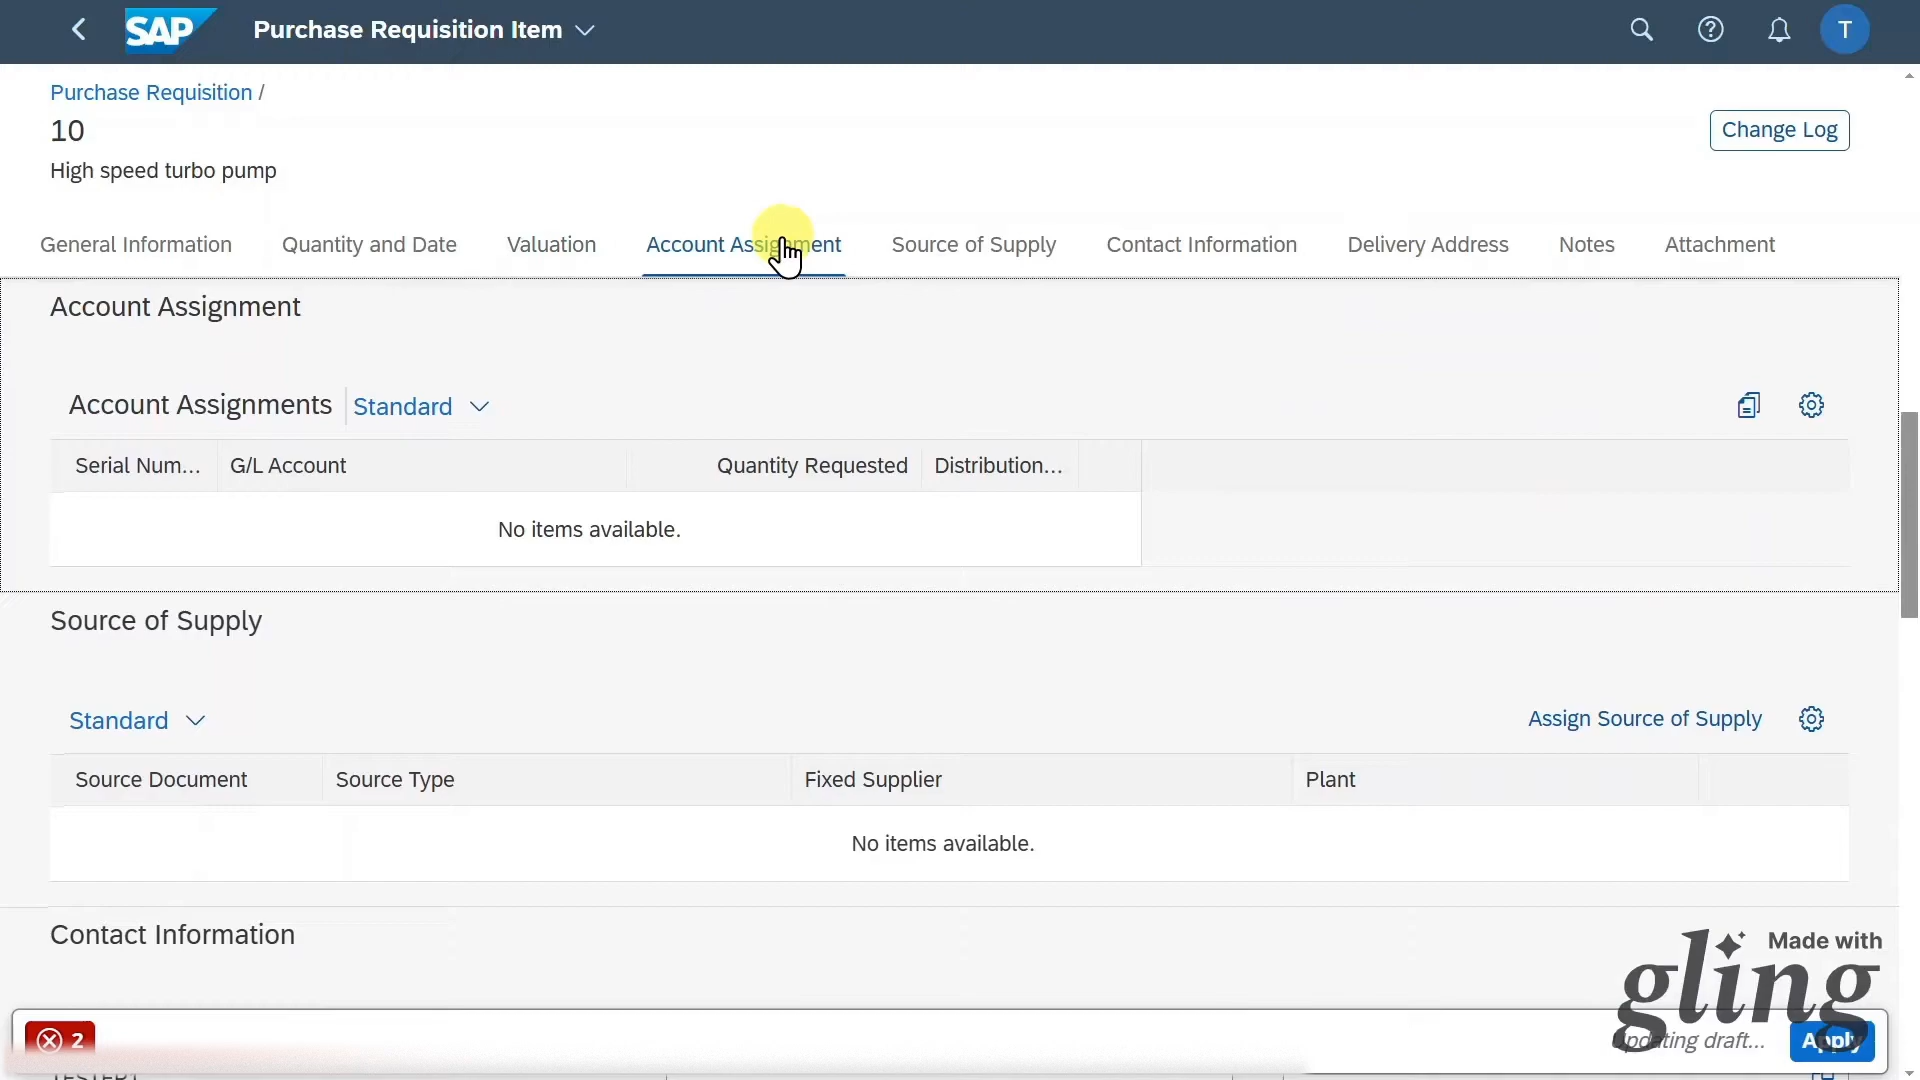 SAP Purchase Requisition Item
T
Purchase Requisition /
10
Change Log
High speed turbo pump
General Information Quantity and Date Valuation Account Assignment Source of Supply Contact Information Delivery Address Notes Attachment
Account Assignment
Account Assignments Standard
Serial Num... G/L Account Quantity Requested Distribution...
No items available.
Source of Supply
Standard Assign Source of Supply
Source Document Source Type Fixed Supplier Plant
No items available.
Contact Information
Made with
gling
2 Updating draft... Apply